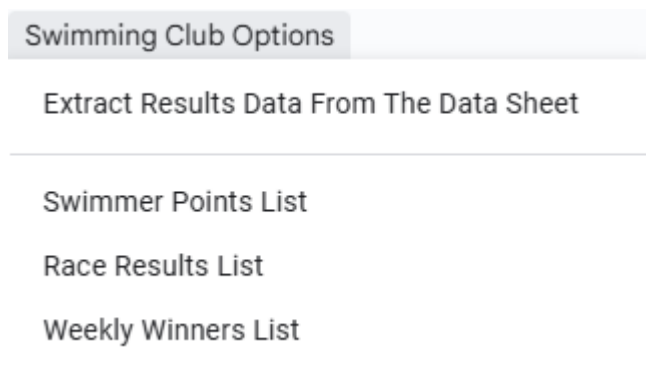 Swimming Club Options
Extract Results Data From The Data Sheet
Swimmer Points List
Race Results List
Weekly Winners List